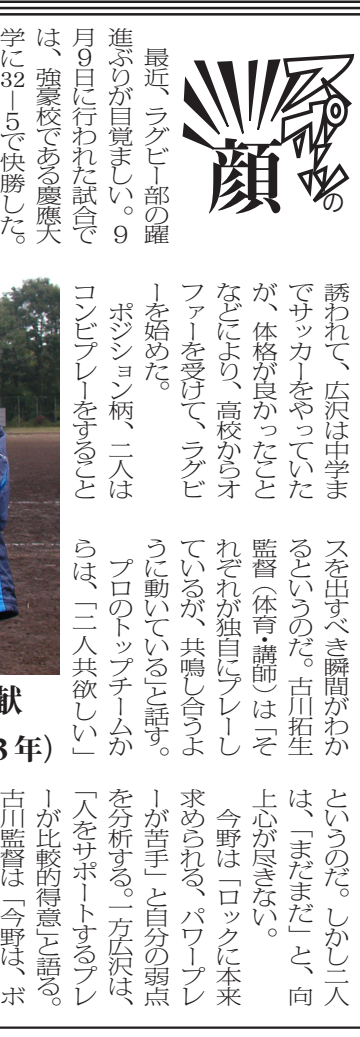 スポーツの
顔
最近、ラグビー部の躍
進ぶりが目覚ましい。9
月9日に行われた試合で
は、強豪校である慶應大
学に32―5で快勝した。
誘われて、広沢は中学ま
でサッカーをやっていた
が、体格が良かったこと
などにより、高校からオ
ファーを受けて、ラグビ
ーを始めた。
ポジション柄、二人は
コンビプレーをすること
スを出すべき瞬間がわか
るというのだ。古川拓生
監督(体育・講師)は「そ
れぞれが独自にプレーし
ているが、共鳴し合うよ
うに動いている」と話す。
プロのトップチームか
らは、「二人共欲しい」
というのだ。しかし二人
は、「まだまだ」と、向
上心が尽きない。
今野は「ロックに本来
求められる、パワープレ
ーが苦手」と自分の弱点
を分析する。一方広沢は、
「人をサポートするプレ
ーが比較的得意」と語る。
古川監督は「今野は、ボ
献
3年)